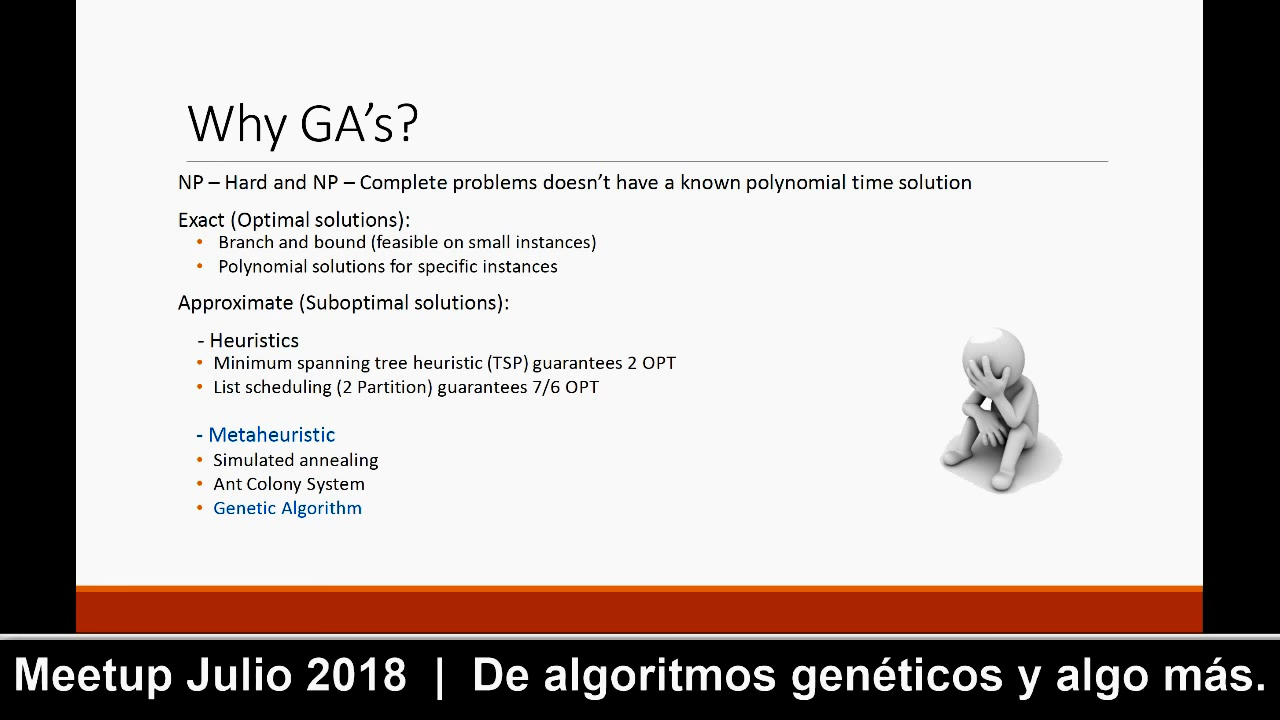 Why GA's?
NP – Hard and NP – Complete problems doesn't have a known polynomial time solution
Exact (Optimal solutions):
• Branch and bound (feasible on small instances)
• Polynomial solutions for specific instances
Approximate (Suboptimal solutions):
- Heuristics
• Minimum spanning tree heuristic (TSP) guarantees 2 OPT
• List scheduling (2 Partition) guarantees 7/6 OPT
- Metaheuristic
• Simulated annealing
• Ant Colony System
• Genetic Algorithm
Meetup Julio 2018 | De algoritmos genéticos y algo más.